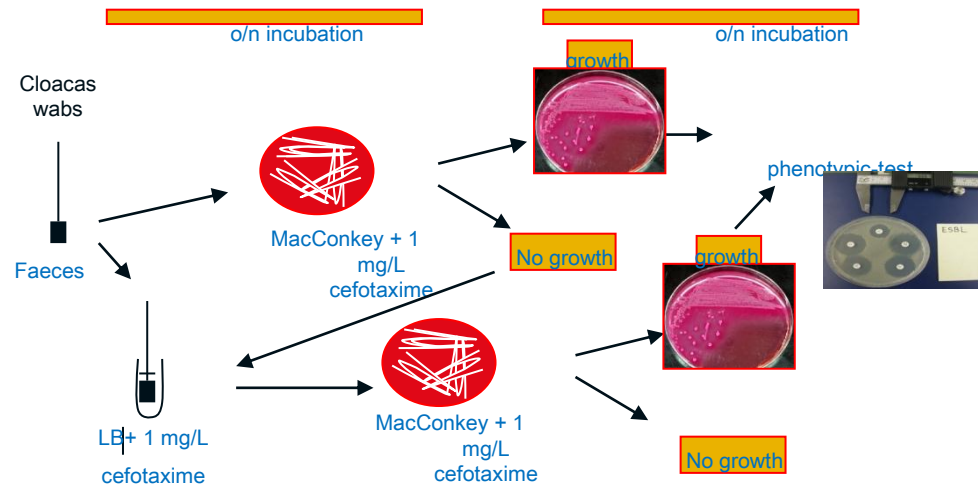 o/n incubation
o/n incubation
growth
Cloacas
wabs
phenotypic-test
ESBL
MacConkey + 1
mg/L
cefotaxime
No growth
growth
Faeces
MacConkey + 1
mg/L
cefotaxime
LB+ 1 mg/L
cefotaxime
No growth